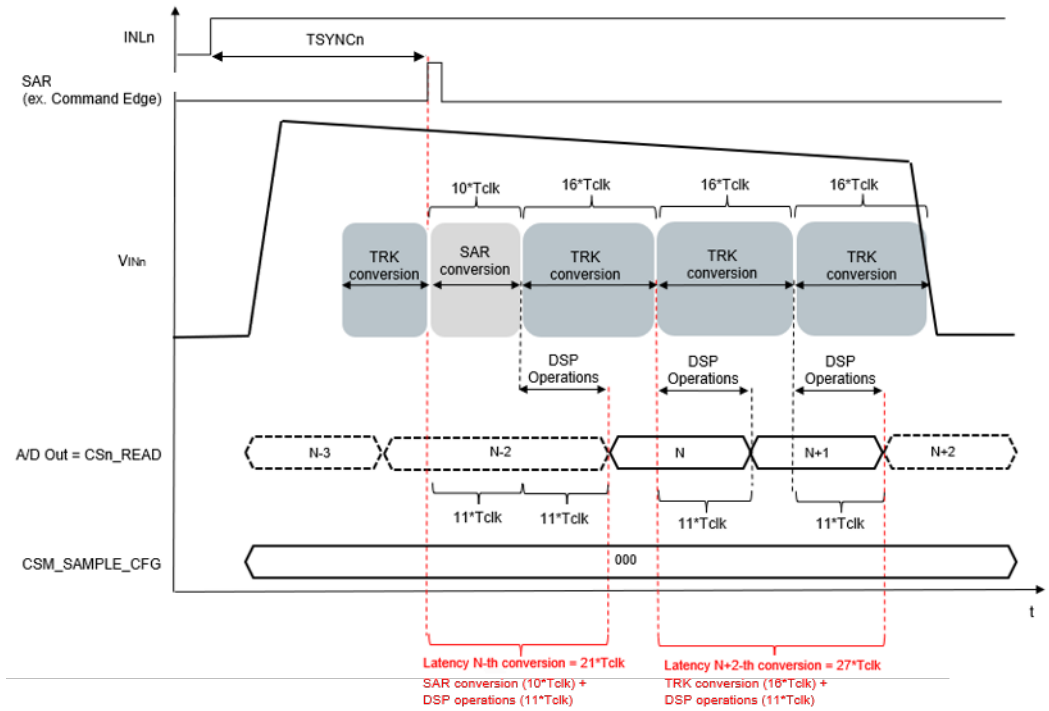 INLn
TSYNCn
SAR
(ex. Command Edge)
10*Tclk
16*Tclk
16*Tclk
16*Tclk
VINn
TRK
conversion
SAR
conversion
TRK
conversion
TRK
conversion
TRK
conversion
DSP
Operations
DSP
Operations
DSP
Operations
A/D Out = CSn_READ
N-3
N-2
N
N+1
N+2
11*Tclk
11*Tclk
11*Tclk
11*Tclk
CSM_SAMPLE_CFG
000
t
Latency N-th conversion = 21*Tclk
SAR conversion (10*Tclk) +
DSP operations (11*Tclk)
Latency N+2-th conversion = 27*Tclk
TRK conversion (16*Tclk) +
DSP operations (11*Tclk)